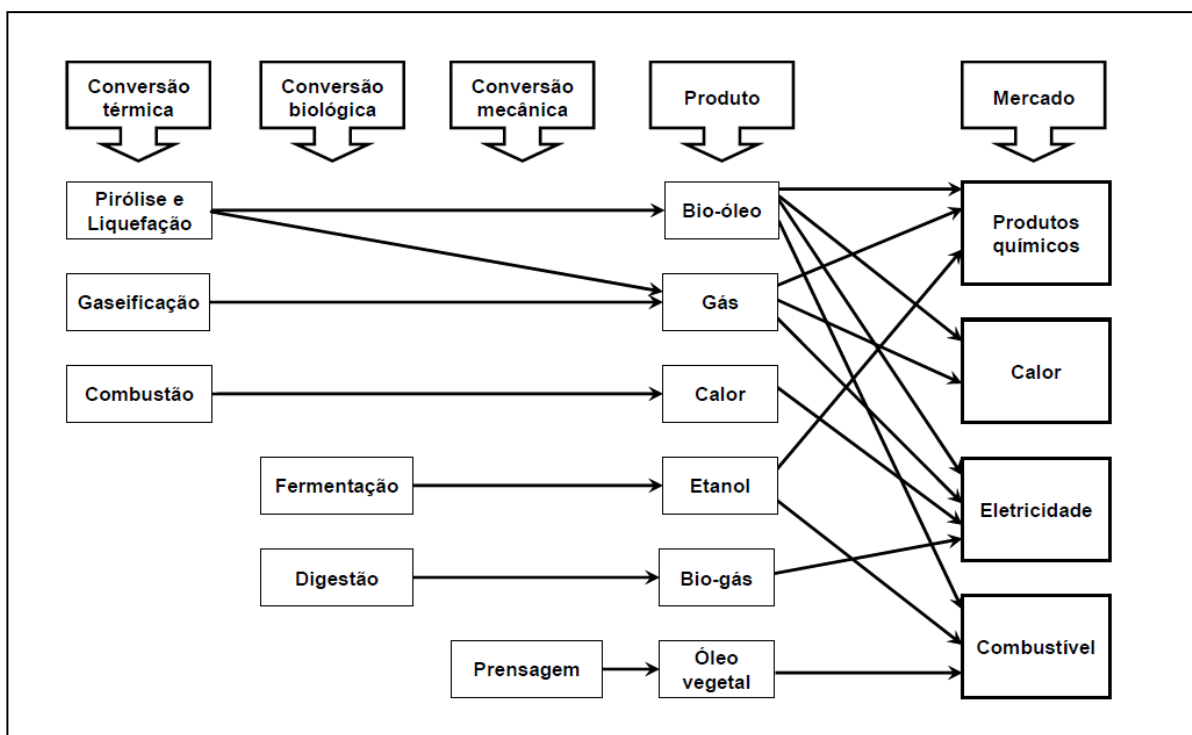 Conversão
térmica
Conversão
biológica
Conversão
mecânica
Produto
Mercado
Pirólise e
Liquefação
Bio-óleo
Produtos
químicos
Gaseificação
Gás
Calor
Combustão
Calor
Fermentação
Etanol
Eletricidade
Digestão
Bio-gás
Combustível
Prensagem
Óleo
vegetal